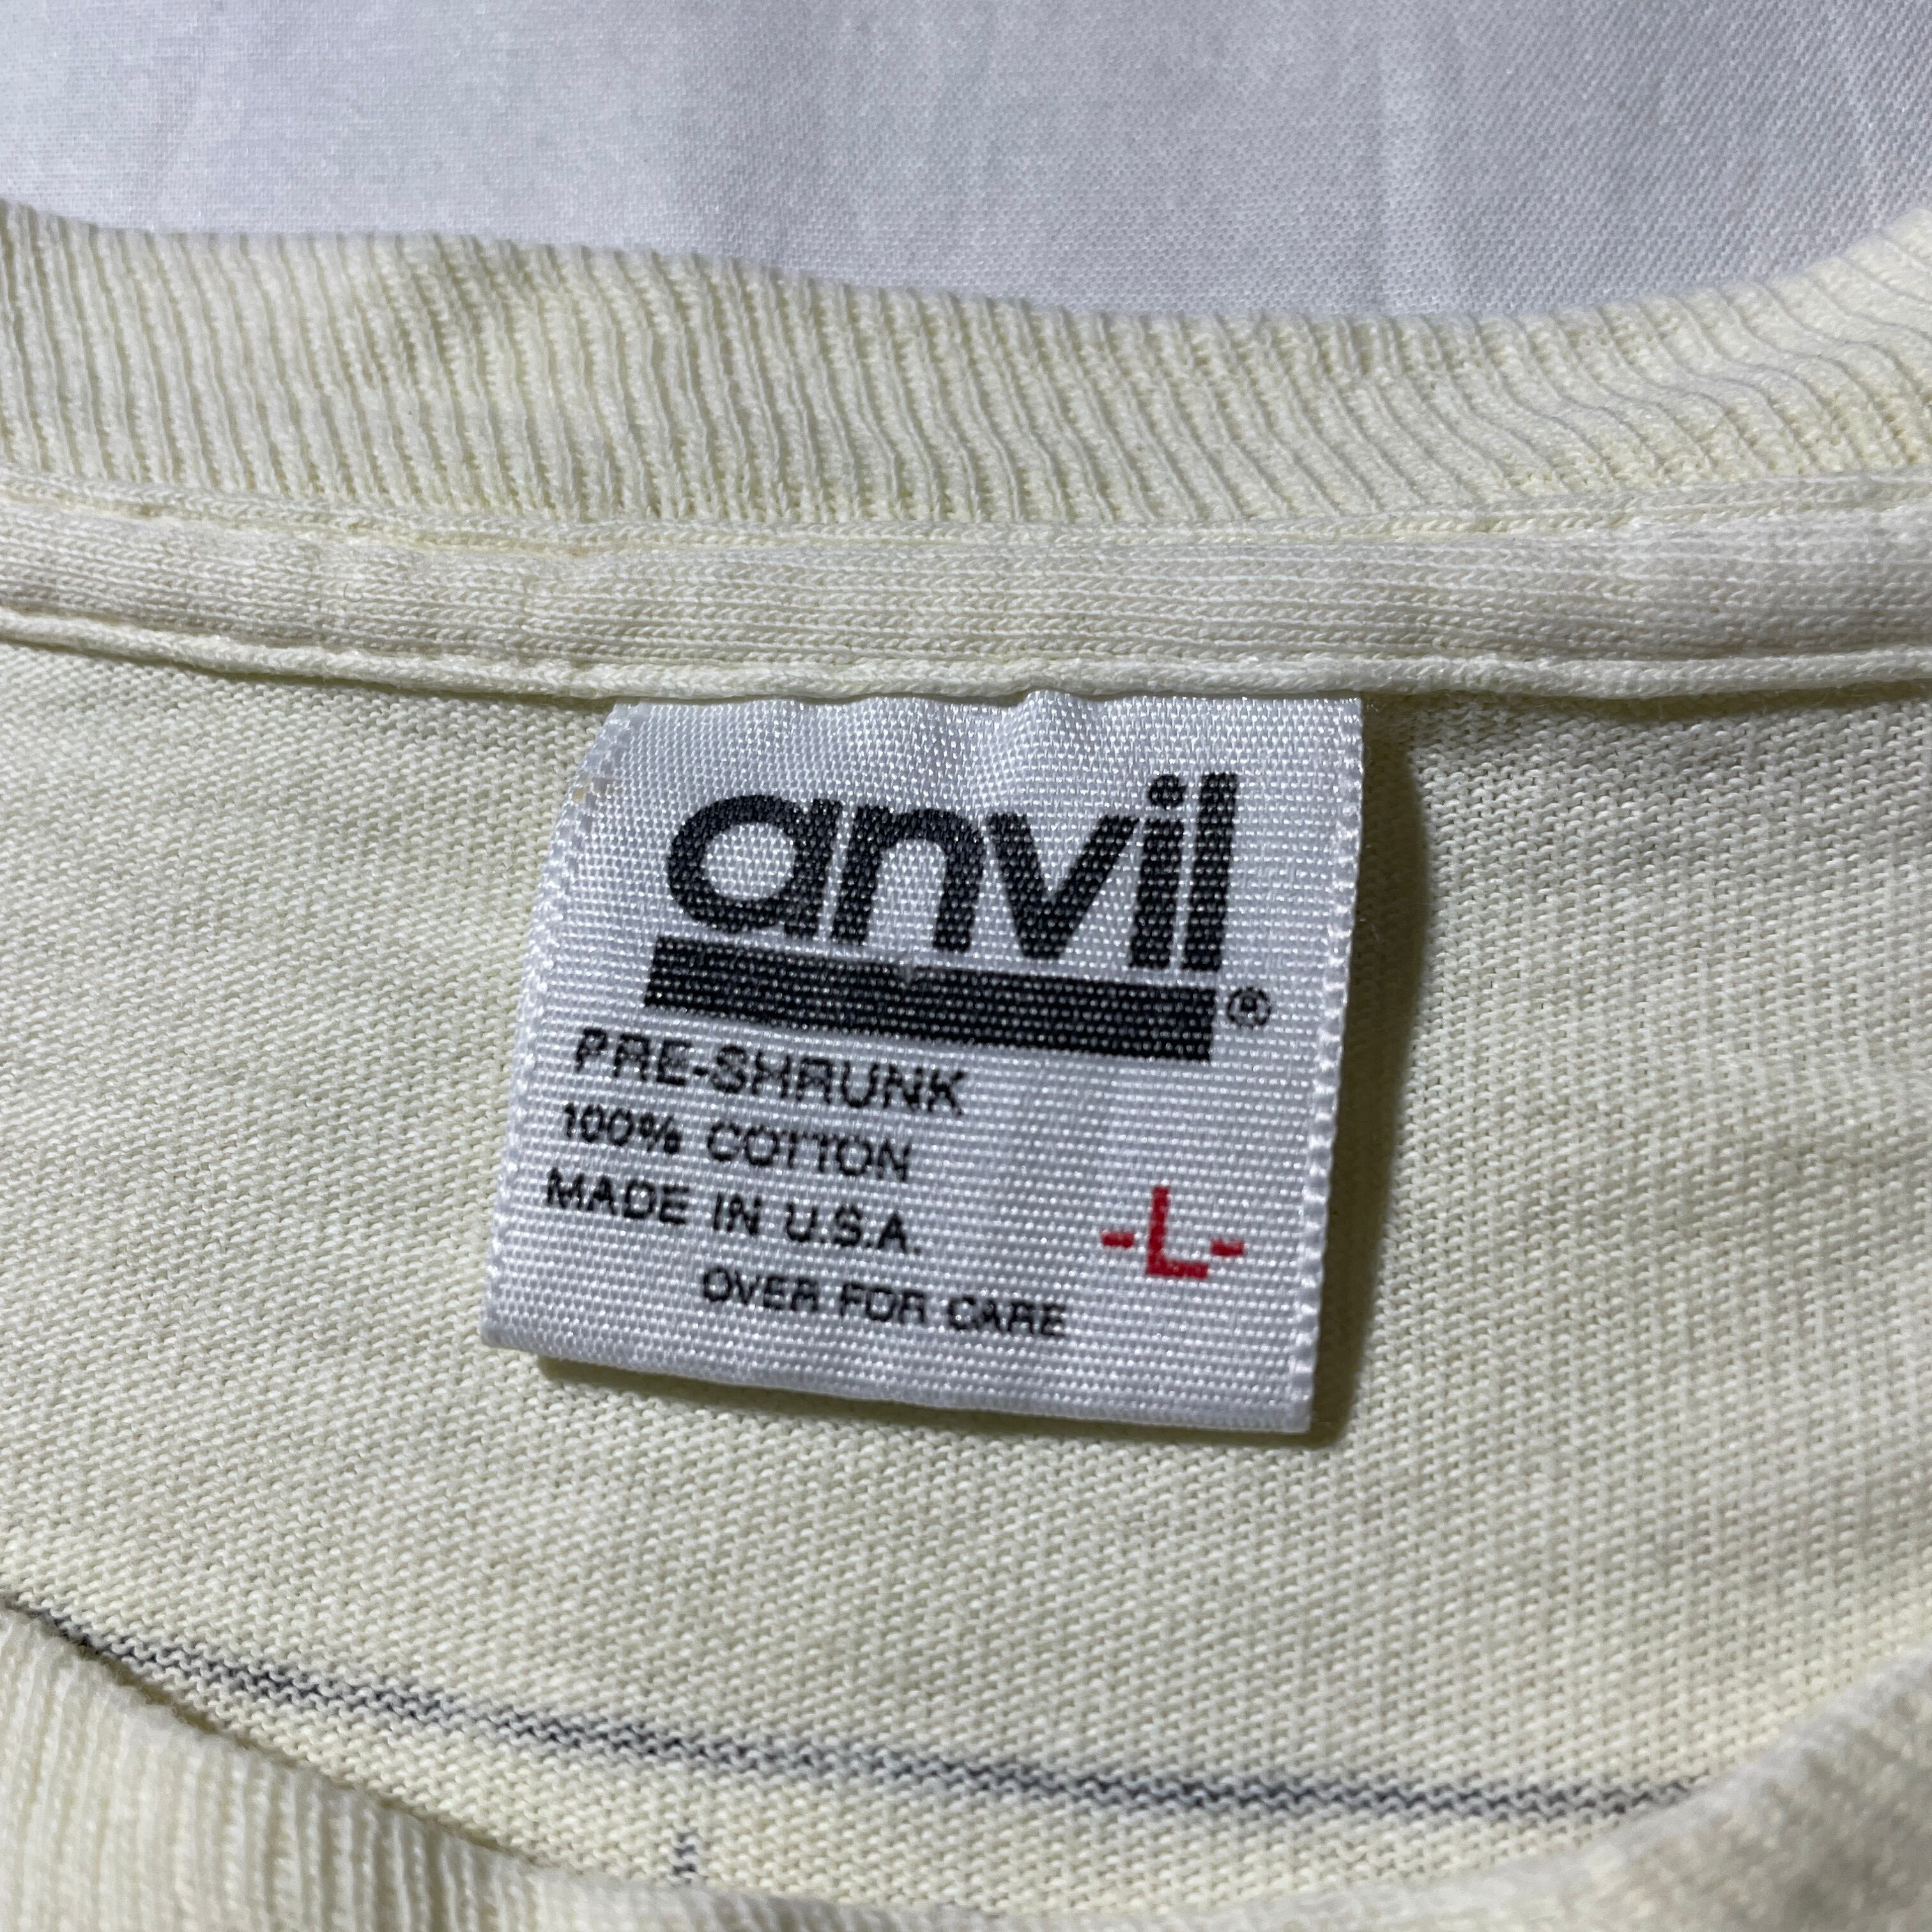 anvil®
PRE-SHRUNK
100% COTTON
MADE IN U.S.A.
-L-
OVER FOR CARE